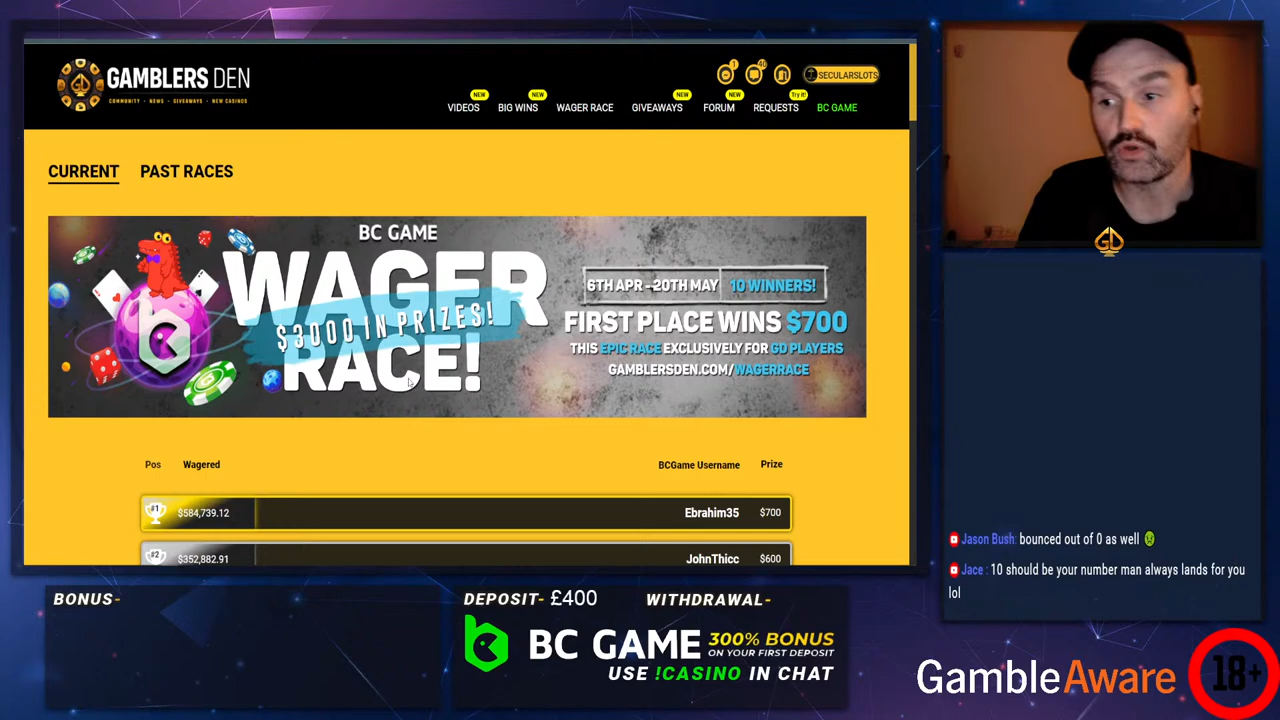 GAMBLERS DEN
COMMUNITY • NEWS • GIVEAWAYS • NEW CASINOS
GD
1
40
SECULARSLOTS
NEW
NEW
NEW
NEW
Try it!
VIDEOS
BIG WINS
WAGER RACE
GIVEAWAYS
FORUM
REQUESTS
BC GAME
CURRENT
PAST RACES
BC GAME
WAGER
$3000 IN PRIZES!
RACE!
6TH APR -20TH MAY
10 WINNERS!
FIRST PLACE WINS $700
THIS EPIC RACE EXCLUSIVELY FOR GD PLAYERS
GAMBLERSDEN.COM/WAGERRACE
Pos
Wagered
BCGame Username
Prize
#1
$584,739.12
Ebrahim35
$700
#2
$352,882.91
JohnThicc
$600
GD
Jason Bush: bounced out of 0 as well
Jace : 10 should be your number man always lands for you
lol
BONUS-
DEPOSIT- £400
WITHDRAWAL-
BC GAME
300% BONUS
ON YOUR FIRST DEPOSIT
USE !CASINO IN CHAT
GambleAware
18+